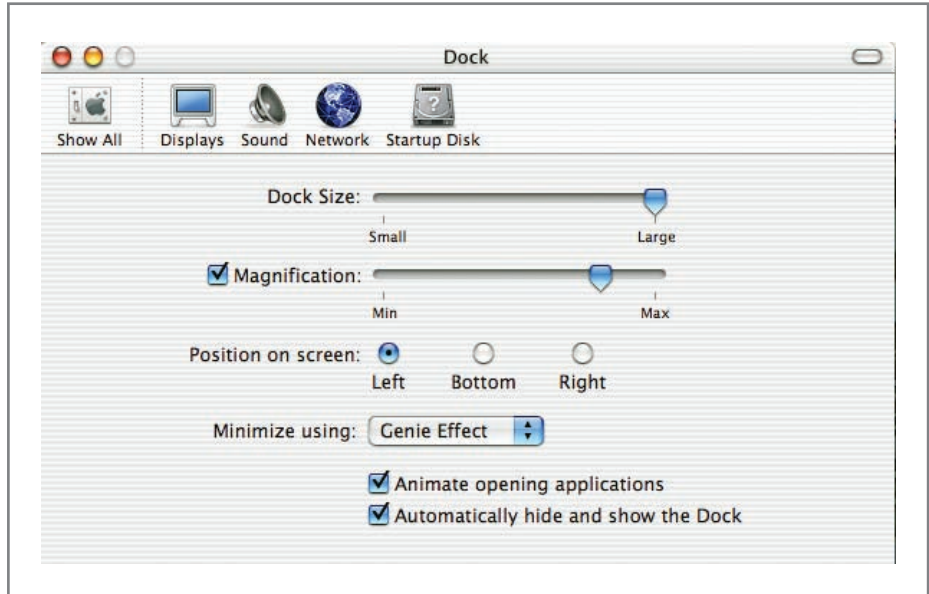 Dock
Show All Displays Sound Network Startup Disk
Dock Size:
Small Large
Magnification:
Min Max
Position on screen:
Left Bottom Right
Minimize using: Genie Effect
Animate opening applications
Automatically hide and show the Dock